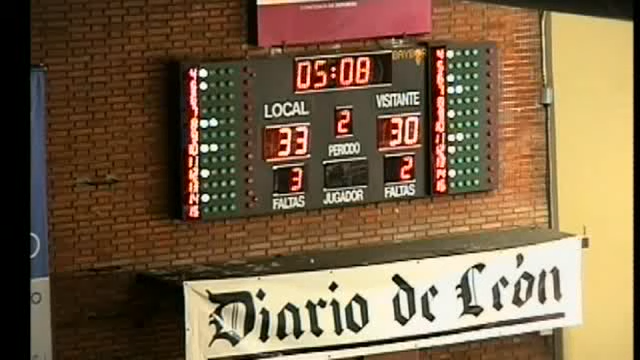 05:08
LOCAL
VISITANTE
33
2
30
PERIODO
3
2
FALTAS
JUGADOR
FALTAS
Diario de León